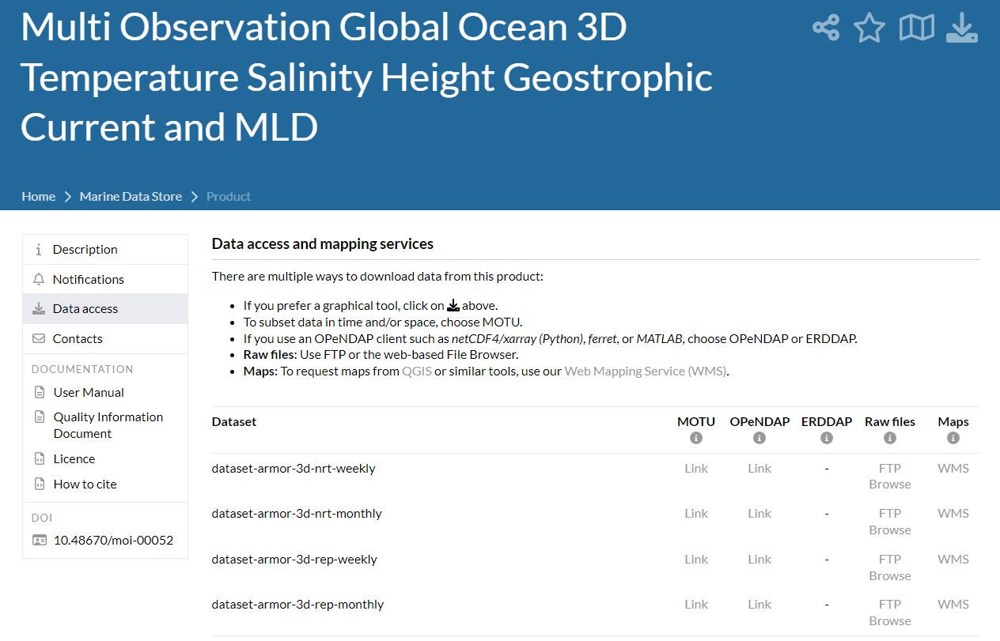 Multi Observation Global Ocean 3D
Temperature Salinity Height Geostrophic
Current and MLD
Home > Marine Data Store > Product
Description
Notifications
Data access
Contacts
DOCUMENTATION
User Manual
Quality Information
Document
Licence
How to cite
DOI
10.48670/moi-00052
Data access and mapping services
There are multiple ways to download data from this product:
• If you prefer a graphical tool, click on above.
• To subset data in time and/or space, choose MOTU.
• If you use an OPeNDAP client such as netCDF4/xarray (Python), ferret, or MATLAB, choose OPeNDAP or ERDDAP.
• Raw files: Use FTP or the web-based File Browser.
• Maps: To request maps from QGIS or similar tools, use our Web Mapping Service (WMS).
Dataset MOTU OPeNDAP ERDDAP Raw files Maps
dataset-armor-3d-nrt-weekly Link Link - FTP WMS
Browse
dataset-armor-3d-nrt-monthly Link Link - FTP WMS
Browse
dataset-armor-3d-rep-weekly Link Link - FTP WMS
Browse
dataset-armor-3d-rep-monthly Link Link - FTP WMS
Browse